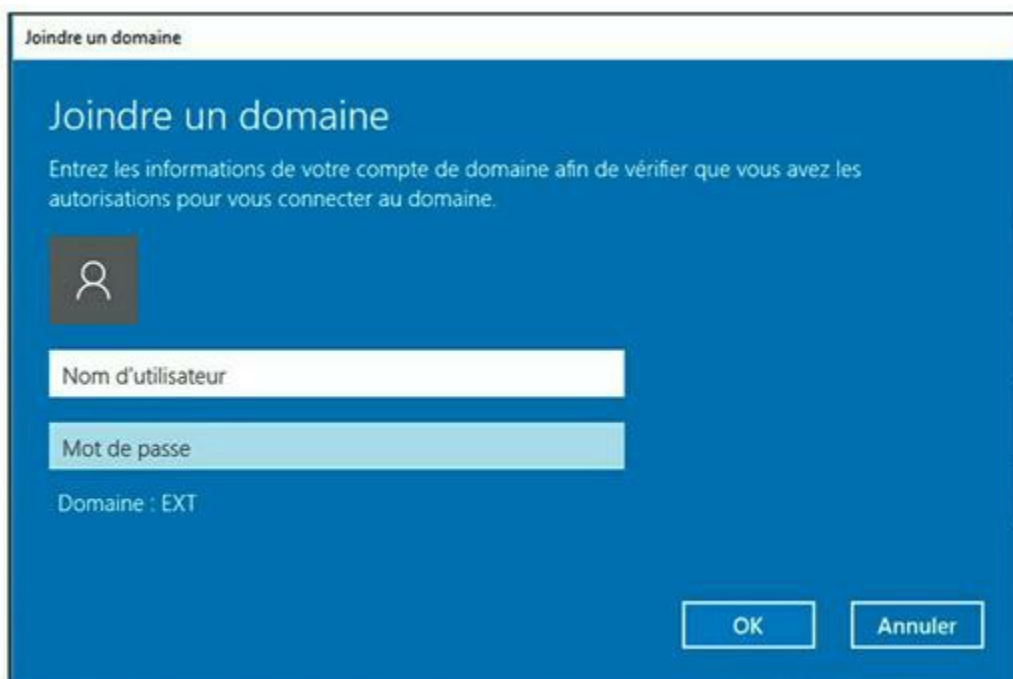 Joindre un domaine
Joindre un domaine
Entrez les informations de votre compte de domaine afin de vérifier que vous avez les
autorisations pour vous connecter au domaine.
Nom d'utilisateur
Mot de passe
Domaine : EXT
OK
Annuler